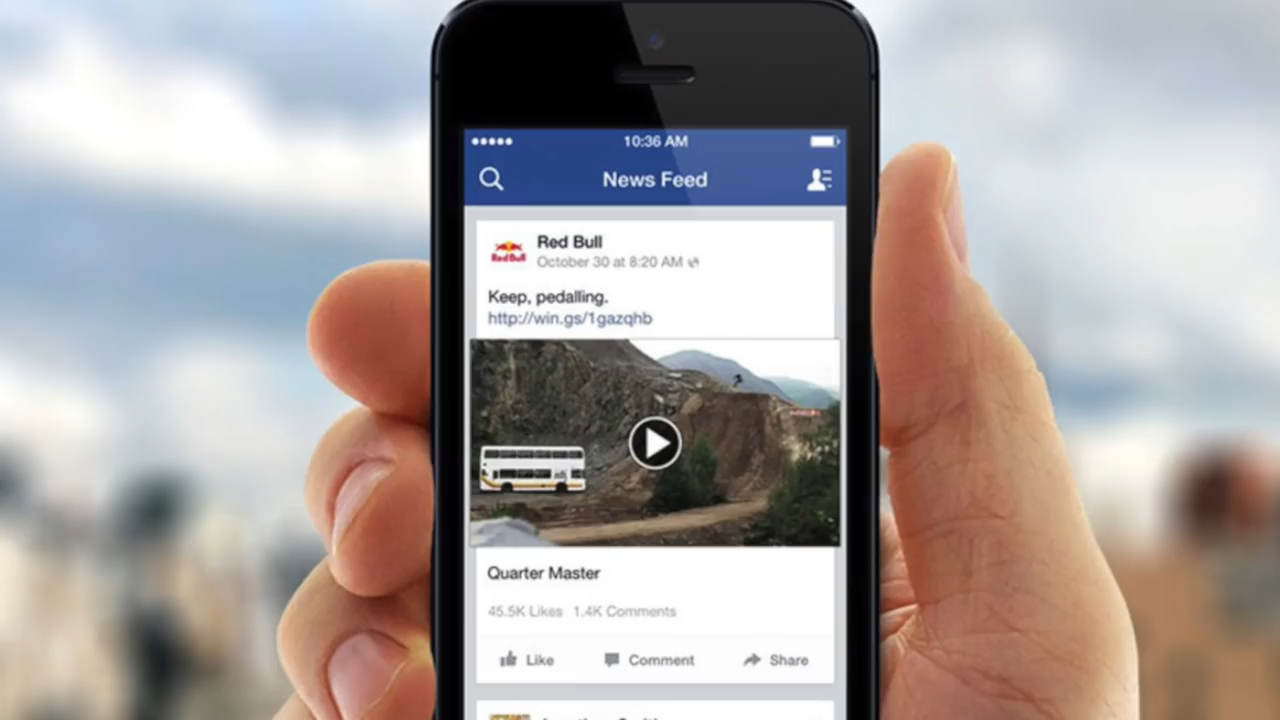 10:36 AM
News Feed
Red Bull
Red Bull
October 30 at 8:20 AM
Keep, pedalling.
http://win.gs/1gazqhb
Quarter Master
45.5K Likes 1.4K Comments
Like Comment Share